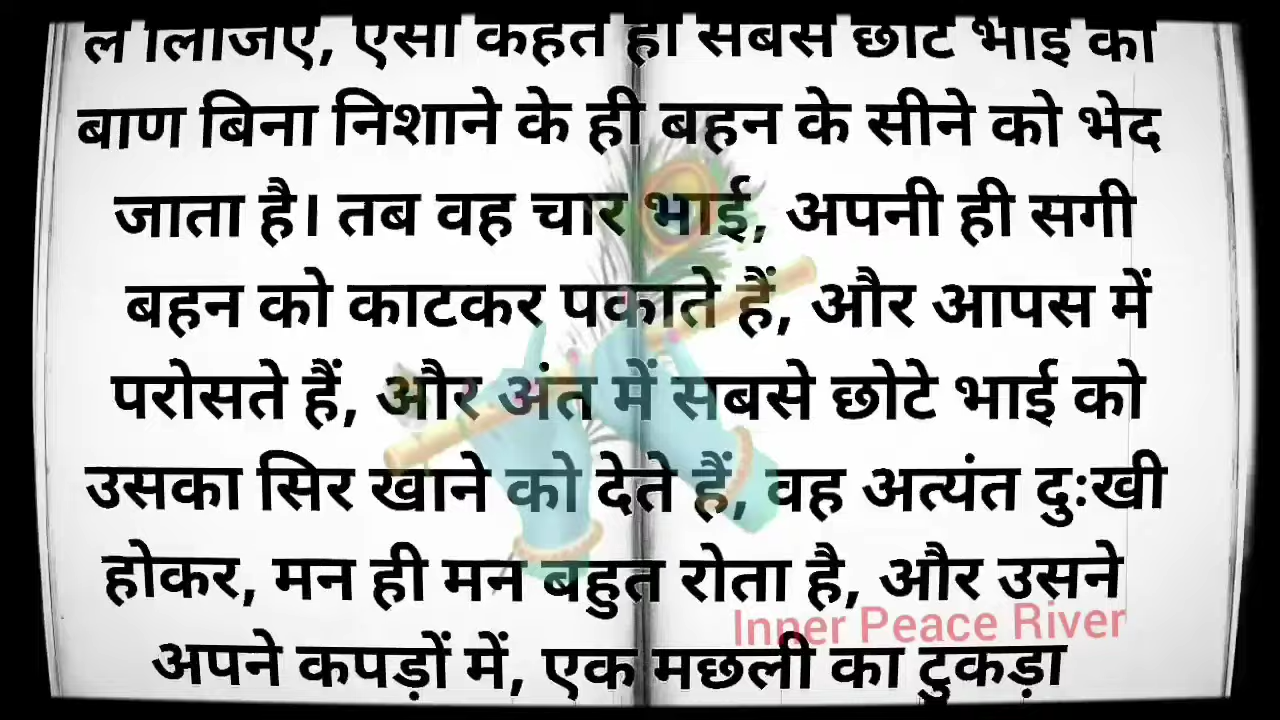 ले लिजिए, ऐसा कहते ही सबसे छोटे भाई का
बाण बिना निशाने के ही बहन के सीने को भेद
जाता है। तब वह चार भाई, अपनी ही सगी
बहन को काटकर पकाते हैं, और आपस में
परोसते हैं, और अंत में सबसे छोटे भाई को
उसका सिर खाने को देते हैं, वह अत्यंत दुःखी
होकर, मन ही मन बहुत रोता है, और उसने
Inner Peace River
अपने कपड़ों में, एक मछली का टुकड़ा